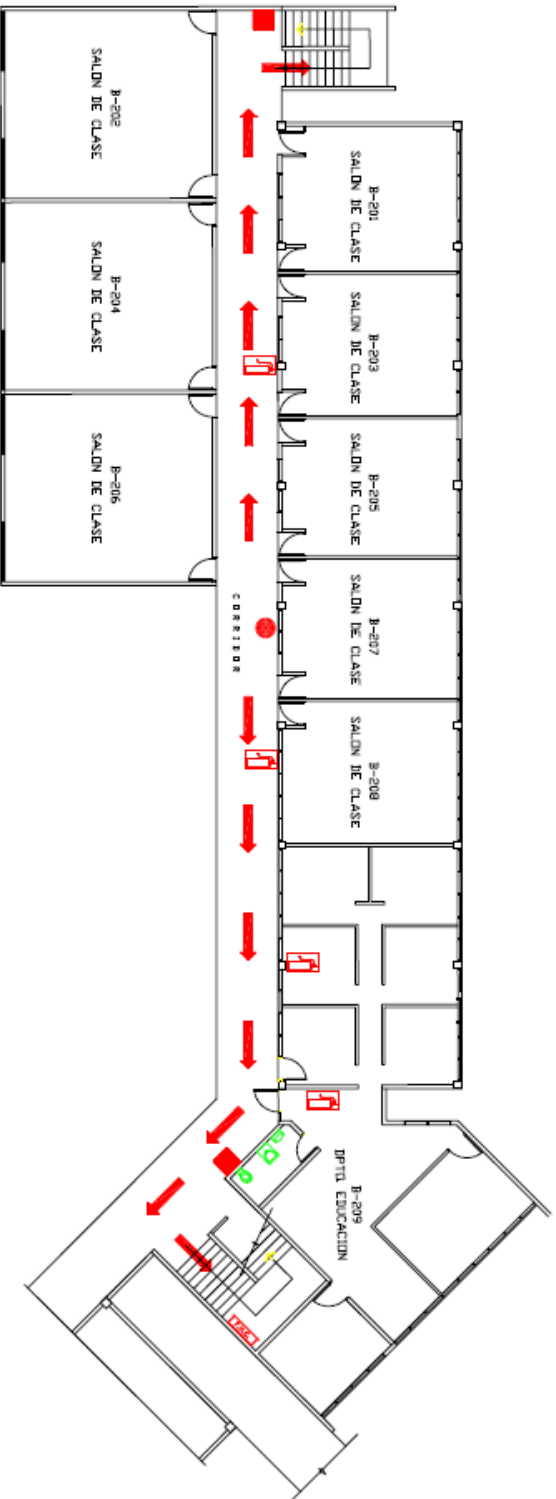 B-202
SALON DE CLASE
B-201
SALON DE CLASE
B-204
SALON DE CLASE
B-203
SALON DE CLASE
B-206
SALON DE CLASE
B-205
SALON DE CLASE
B-207
SALON DE CLASE
CORRIDOR
B-208
SALON DE CLASE
B-209
DPTO. EDUCACION